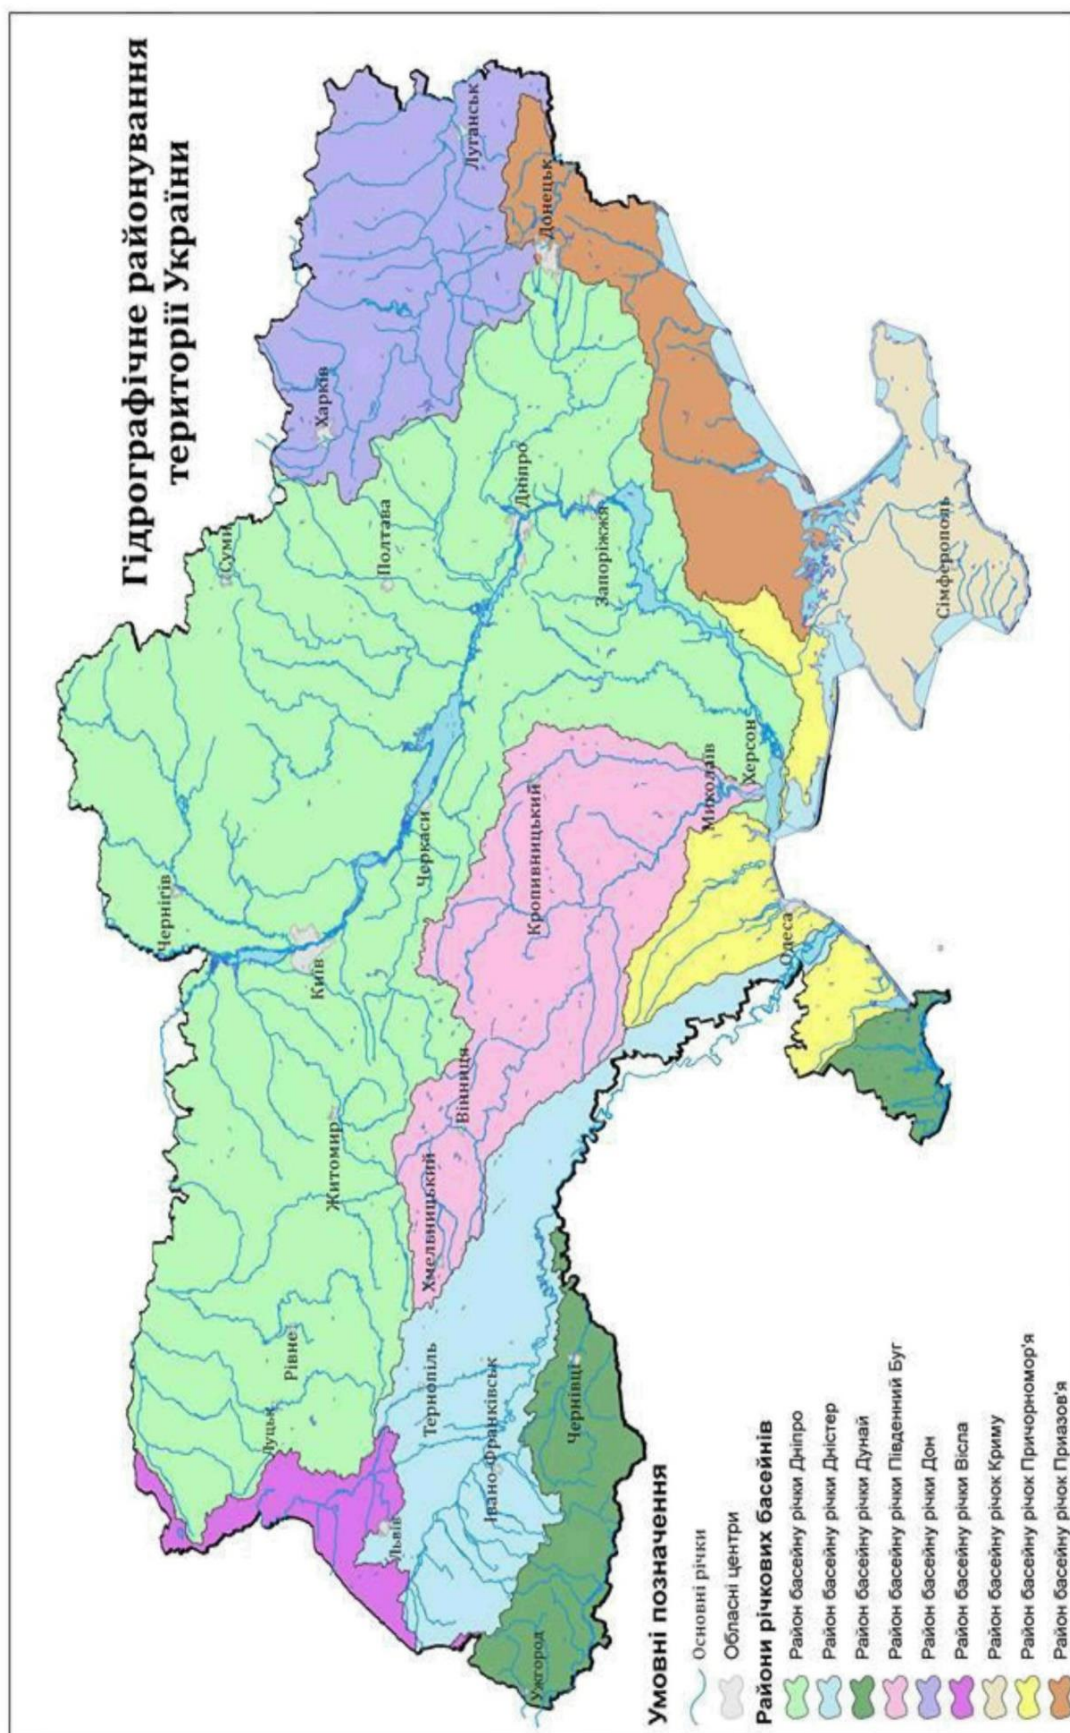 Гідрографічне районування
території України
Луганськ
Донецьк
Харків
Суми
Полтава
Дніпро
Запоріжжя
Сімферополь
Чернігів
Київ
Черкаси
Кропивницький
Миколаїв
Херсон
Одеса
Житомир
Вінниця
Хмельницький
Рівне
Луцьк
Тернопіль
Івано-Франківськ
Чернівці
Львів
Ужгород
Умовні позначення
Основні річки
Обласні центри
Райони річкових басейнів
Район басейну річки Дніпро
Район басейну річки Дністер
Район басейну річки Дунай
Район басейну річки Південний Буг
Район басейну річки Дон
Район басейну річки Вісла
Район басейну річок Криму
Район басейну річок Причорномор'я
Район басейну річок Приазов'я